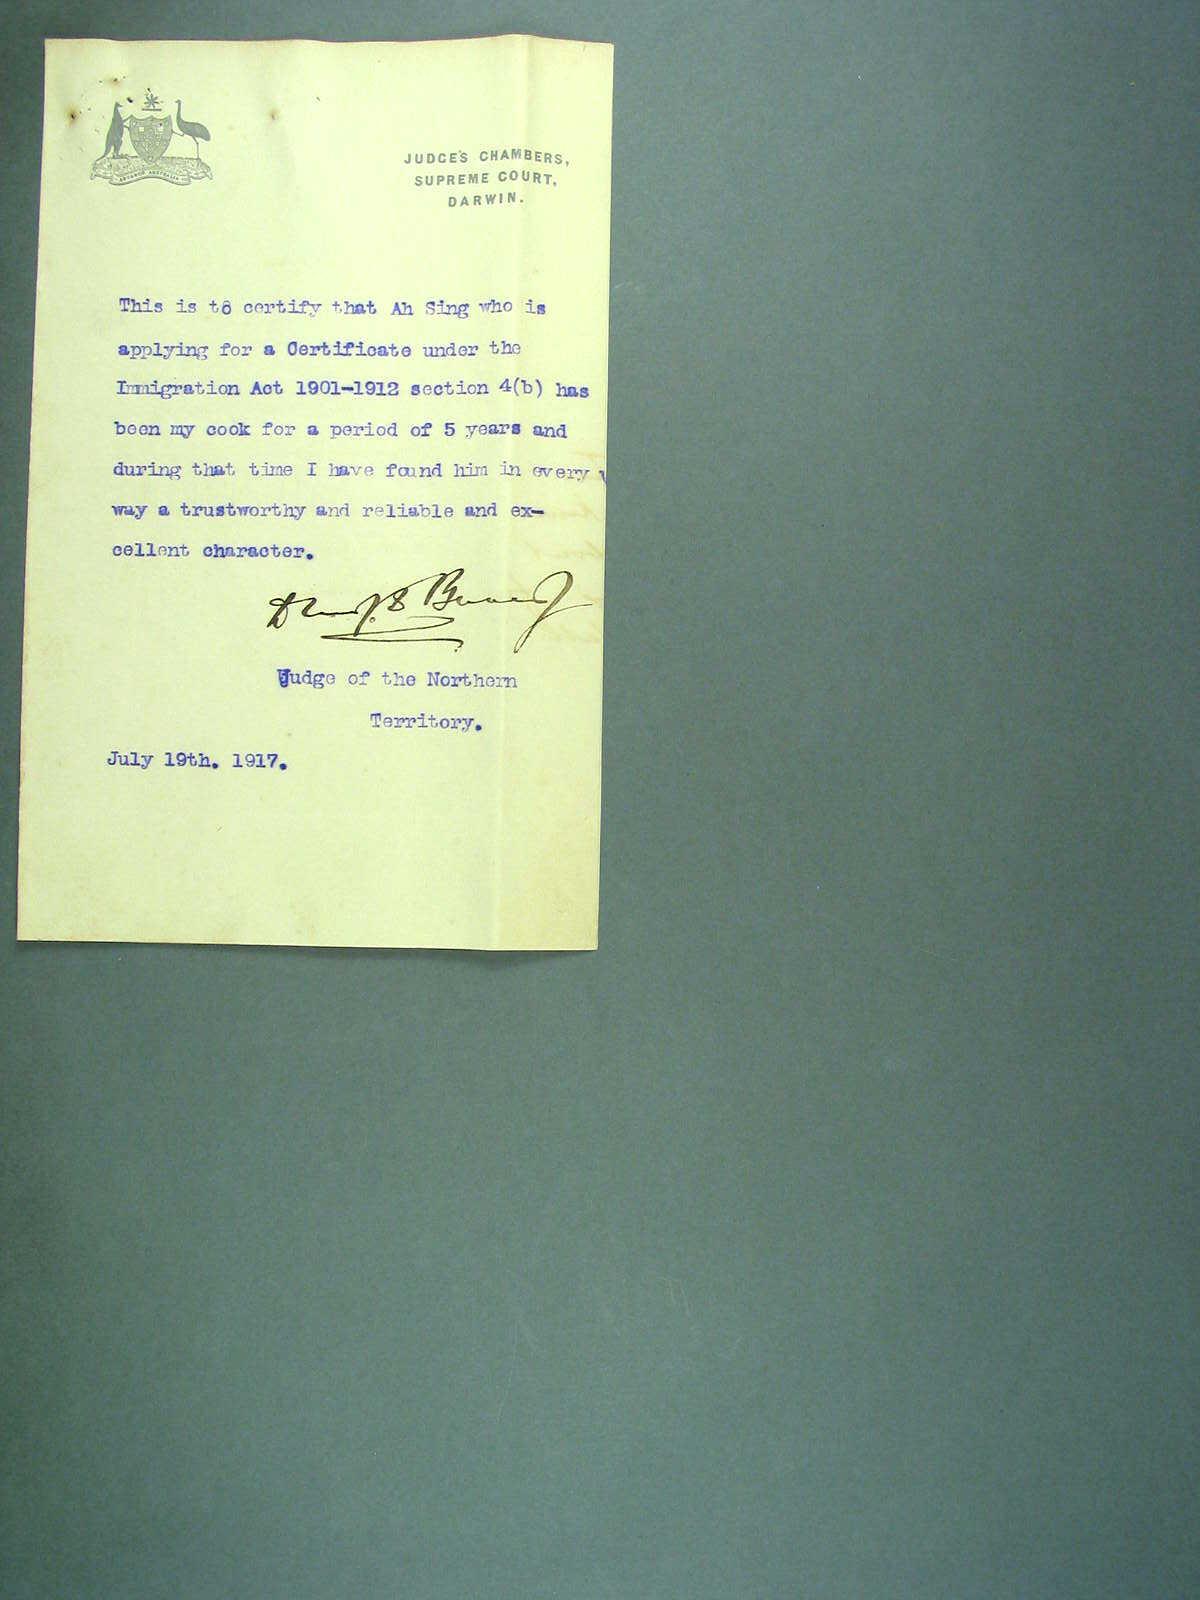 ADVANCE AUSTRALIA
JUDGE'S CHAMBERS,
SUPREME COURT,
DARWIN.
This is to certify that Ah Sing who is
applying for a Certificate under the
Immigration Act 1901-1912 section 4(b) has
been my cook for a period of 5 years and
during that time I have found him in every
way a trustworthy and reliable and ex-
cellent character.
Judge of the Northern
Territory.
July 19th. 1917.